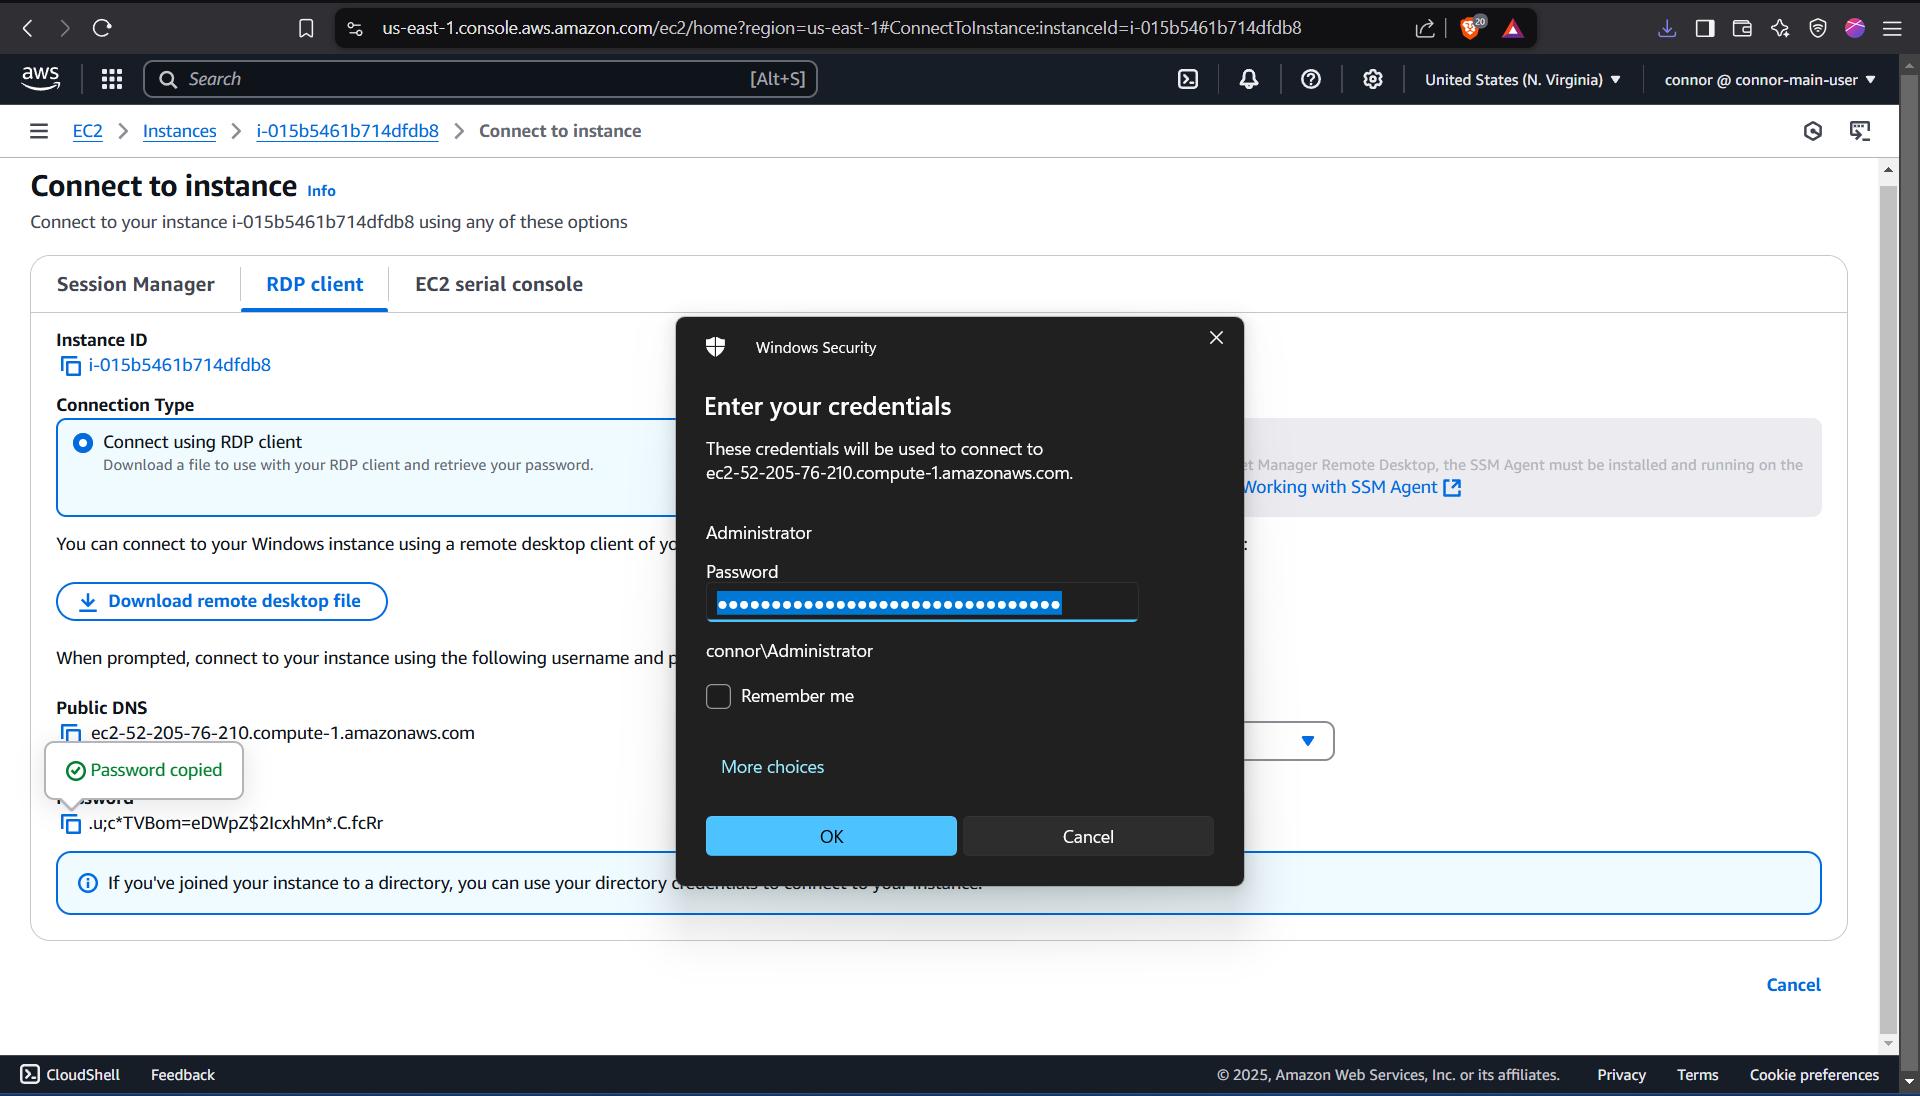 us-east-1.console.aws.amazon.com/ec2/home?region=us-east-1#ConnectToInstance:instanceId=i-015b5461b714dfdb8
20
aws
Search [Alt+S]
United States (N. Virginia)
connor @ connor-main-user
EC2 > Instances > i-015b5461b714dfdb8 > Connect to instance
Connect to instance Info
Connect to your instance i-015b5461b714dfdb8 using any of these options
Session Manager
RDP client
EC2 serial console
Instance ID
i-015b5461b714dfdb8
Connection Type
Connect using RDP client
Download a file to use with your RDP client and retrieve your password.
et Manager Remote Desktop, the SSM Agent must be installed and running on the
Working with SSM Agent
You can connect to your Windows instance using a remote desktop client of yo
:
Download remote desktop file
When prompted, connect to your instance using the following username and p
Public DNS
ec2-52-205-76-210.compute-1.amazonaws.com
Password copied
Password
.u;c*TVBom=eDWpZ$2IcxhMn*.C.fcRr
If you've joined your instance to a directory, you can use your directory credentials to connect to your instance.
Cancel
Windows Security
Enter your credentials
These credentials will be used to connect to
ec2-52-205-76-210.compute-1.amazonaws.com.
Administrator
Password
••••••••••••••••••••••••••••••••
connor\Administrator
Remember me
More choices
OK
Cancel
CloudShell
Feedback
© 2025, Amazon Web Services, Inc. or its affiliates.
Privacy
Terms
Cookie preferences